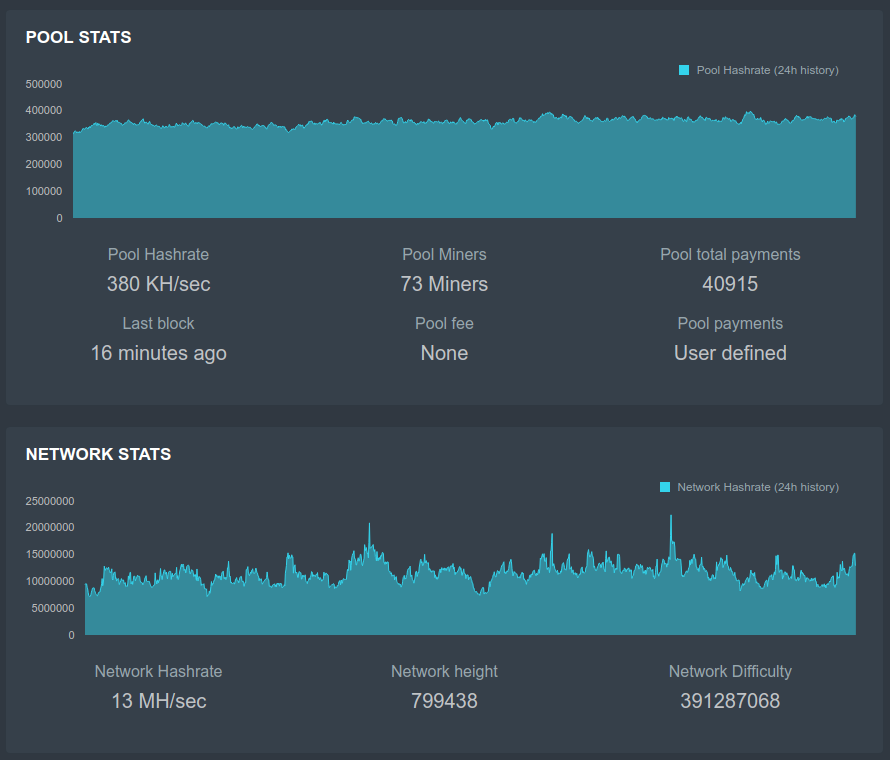 POOL STATS
Pool Hashrate (24h history)
500000
400000
300000
200000
100000
0
Pool Hashrate
380 KH/sec
Pool Miners
73 Miners
Pool total payments
40915
Last block
16 minutes ago
Pool fee
None
Pool payments
User defined
NETWORK STATS
Network Hashrate (24h history)
25000000
20000000
15000000
10000000
5000000
0
Network Hashrate
13 MH/sec
Network height
799438
Network Difficulty
391287068